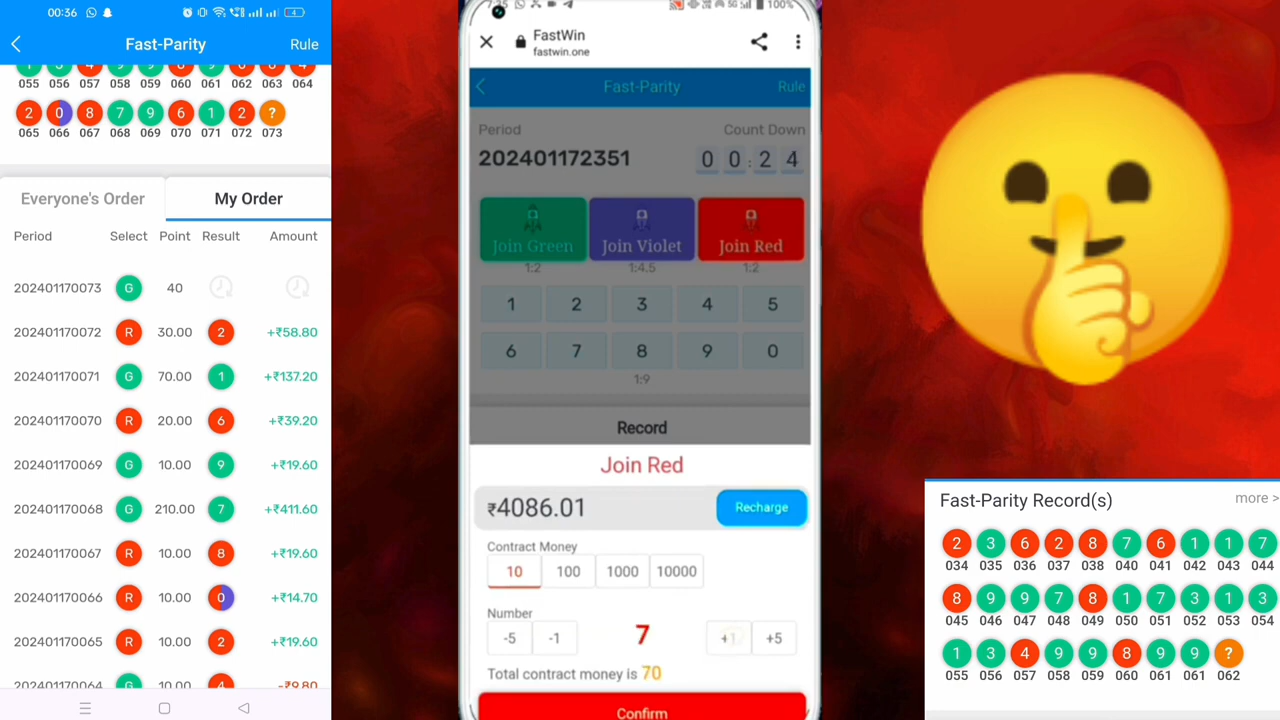 00:36
Fast-Parity Rule
055 056 057 058 059 060 061 062 063 064
2 0 8 7 9 6 1 2 ?
065 066 067 068 069 070 071 072 073
Everyone's Order My Order
Period Select Point Result Amount
202401170073 G 40
202401170072 R 30.00 2 +₹58.80
202401170071 G 70.00 1 +₹137.20
202401170070 R 20.00 6 +₹39.20
202401170069 G 10.00 9 +₹19.60
202401170068 G 210.00 7 +₹411.60
202401170067 R 10.00 8 +₹19.60
202401170066 R 10.00 0 +₹14.70
202401170065 R 10.00 2 +₹19.60
202401170064 G 10.00 4 -₹9.80
100%
FastWin
fastwin.one
Fast-Parity Rule
Period Count Down
202401172351 0 0 : 2 4
Join Green Join Violet Join Red
1:2 1:4.5 1:2
1 2 3 4 5
6 7 8 9 0
1:9
Record
Join Red
₹4086.01 Recharge
Contract Money
10 100 1000 10000
Number
-5 -1 7 +1 +5
Total contract money is 70
Confirm
Fast-Parity Record(s) more >
2 3 6 2 8 7 6 1 1 7
034 035 036 037 038 040 041 042 043 044
8 9 9 7 8 1 7 3 1 3
045 046 047 048 049 050 051 052 053 054
1 3 4 9 9 8 9 9 ?
055 056 057 058 059 060 061 061 062